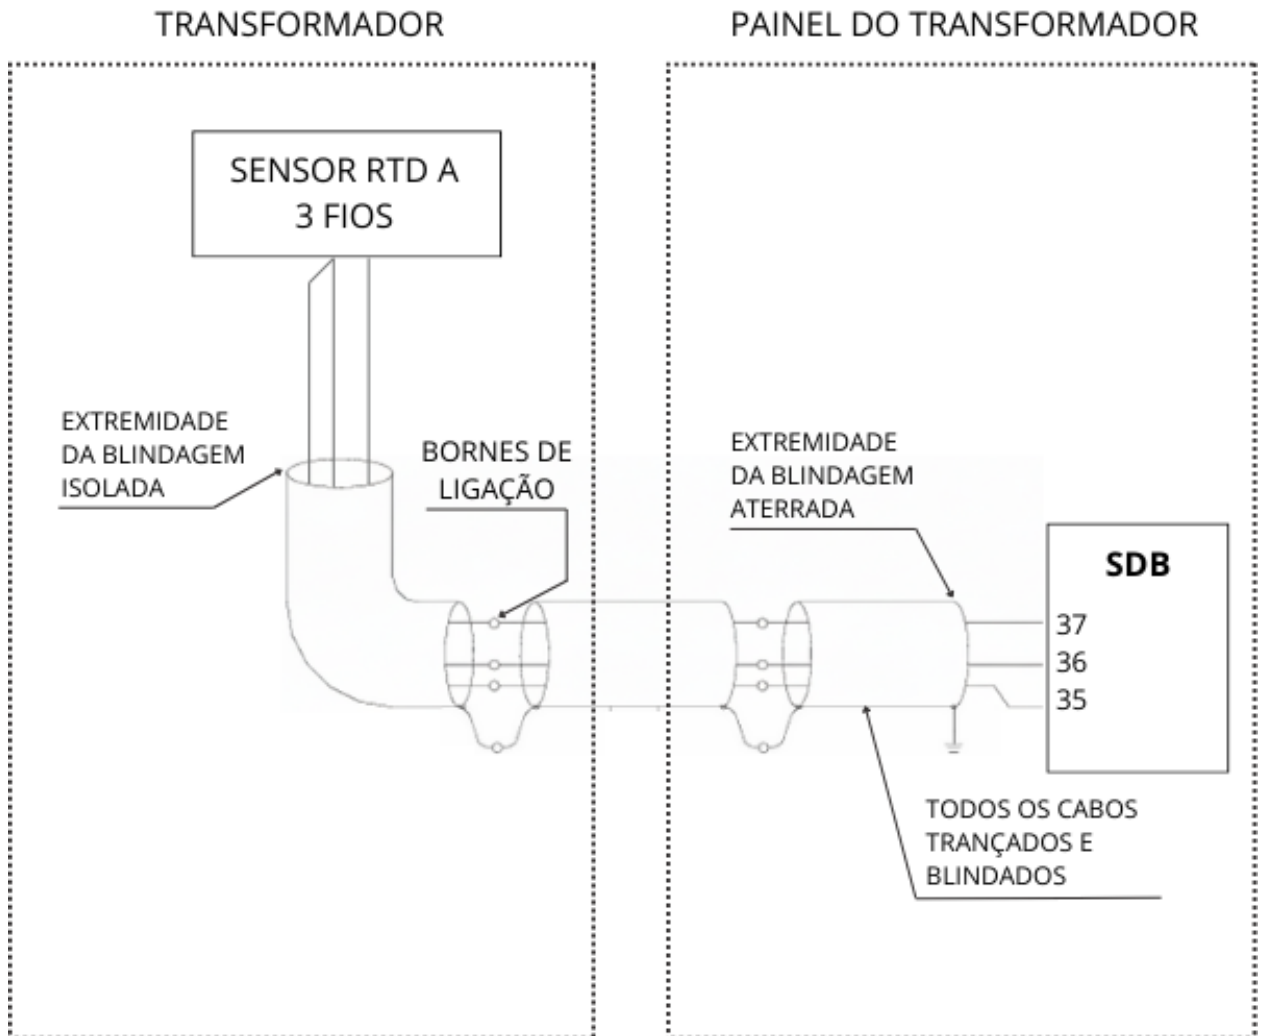 TRANSFORMADOR
PAINEL DO TRANSFORMADOR
SENSOR RTD A
3 FIOS
EXTREMIDADE
DA BLINDAGEM
ISOLADA
BORNES DE
LIGAÇÃO
EXTREMIDADE
DA BLINDAGEM
ATERRADA
SDB
37
36
35
TODOS OS CABOS
TRANÇADOS E
BLINDADOS